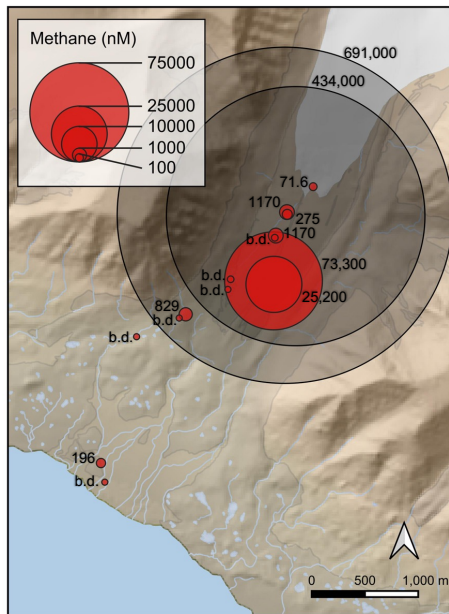 Methane (nM)
75000
25000
10000
1000
100
691,000
434,000
71.6
1170
275
b.d.
1170
b.d.
73,300
b.d.
25,200
829
b.d.
b.d.
196
b.d.
0 500 1,000 m